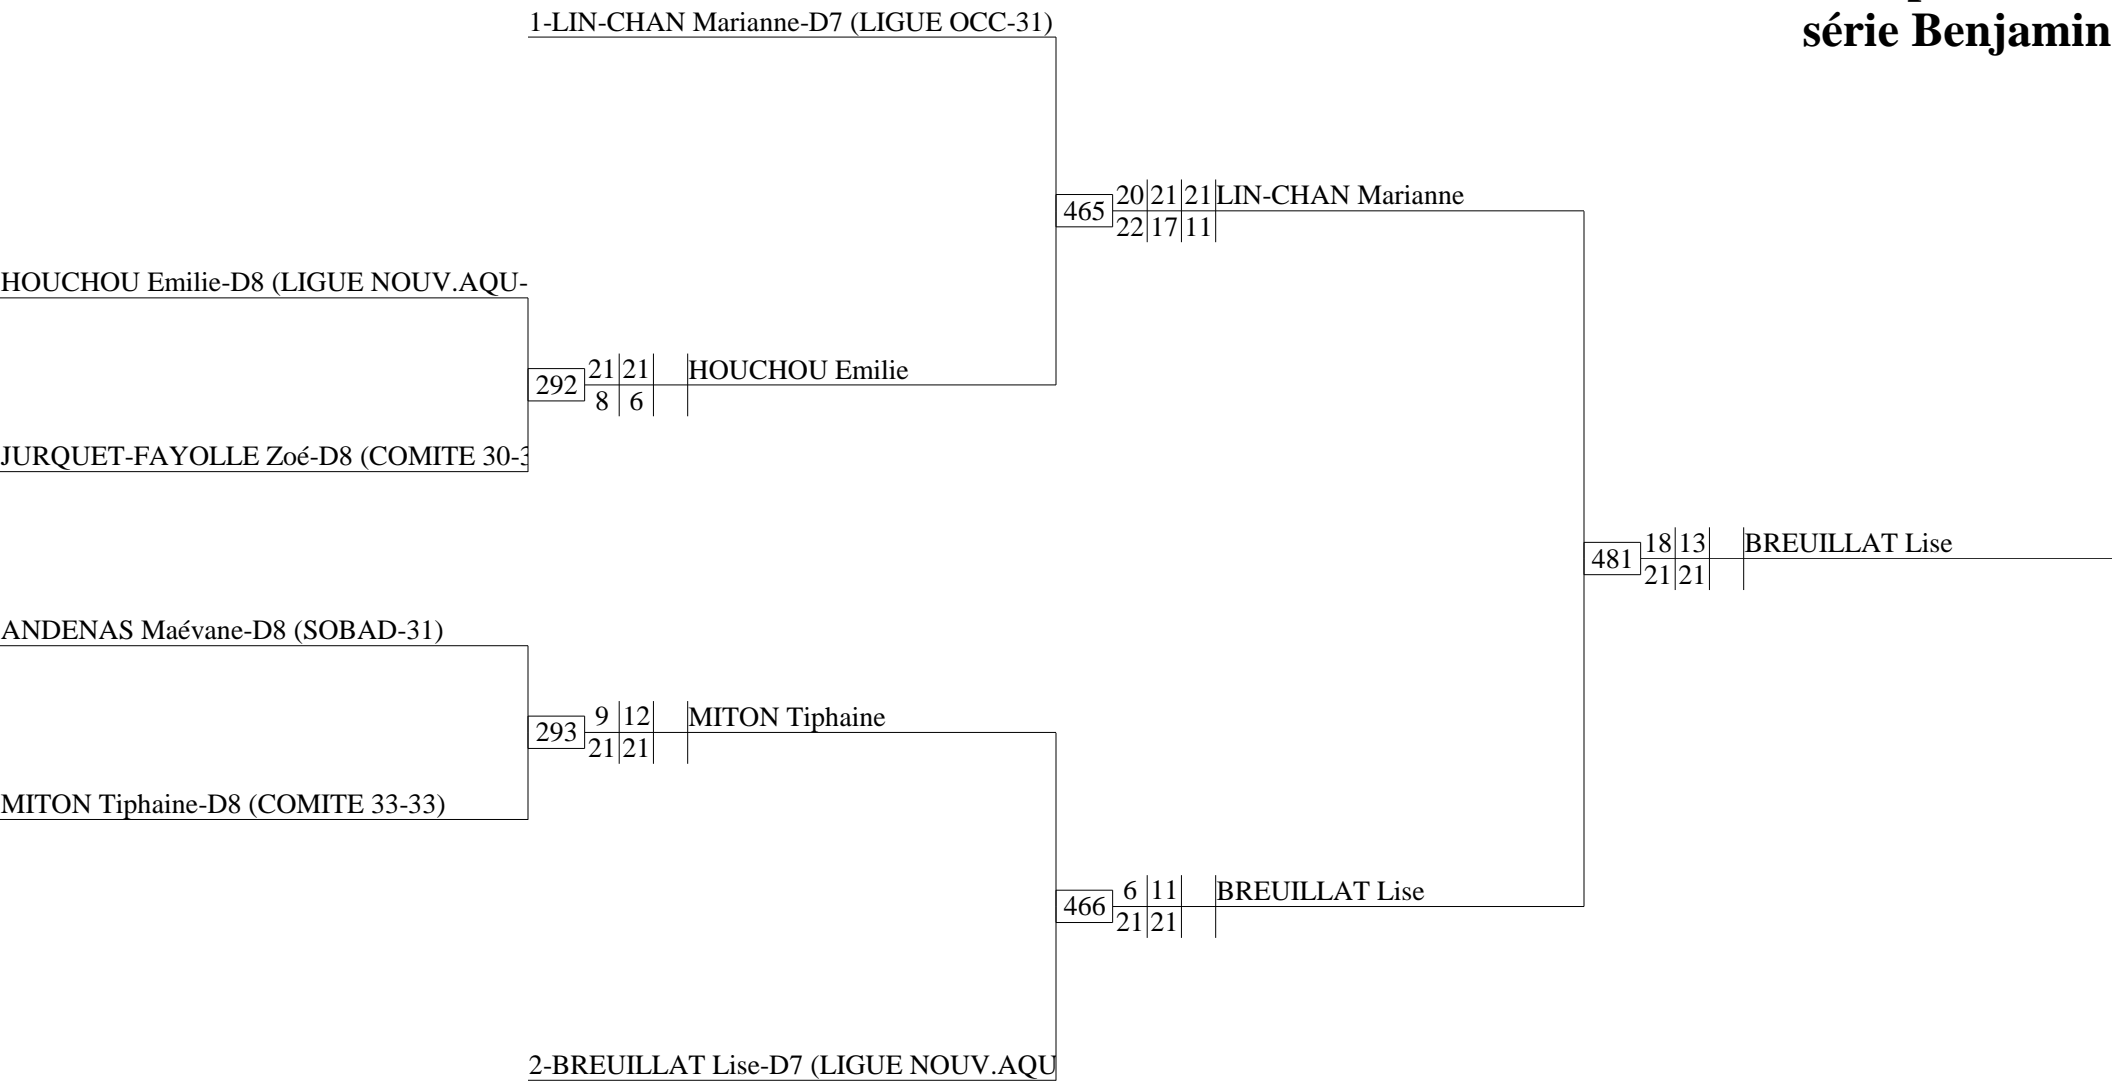 1-LIN-CHAN Marianne-D7 (LIGUE OCC-31)
série Benjamin
20 21 21 LIN-CHAN Marianne
465
22 17 11
HOUCHOU Emilie-D8 (LIGUE NOUV.AQU-
21 21 HOUCHOU Emilie
292
8 6
JURQUET-FAYOLLE Zoé-D8 (COMITE 30-3
18 13 BREUILLAT Lise
481
21 21
ANDENAS Maévane-D8 (SOBAD-31)
9 12 MITON Tiphaine
293
21 21
MITON Tiphaine-D8 (COMITE 33-33)
6 11 BREUILLAT Lise
466
21 21
2-BREUILLAT Lise-D7 (LIGUE NOUV.AQU